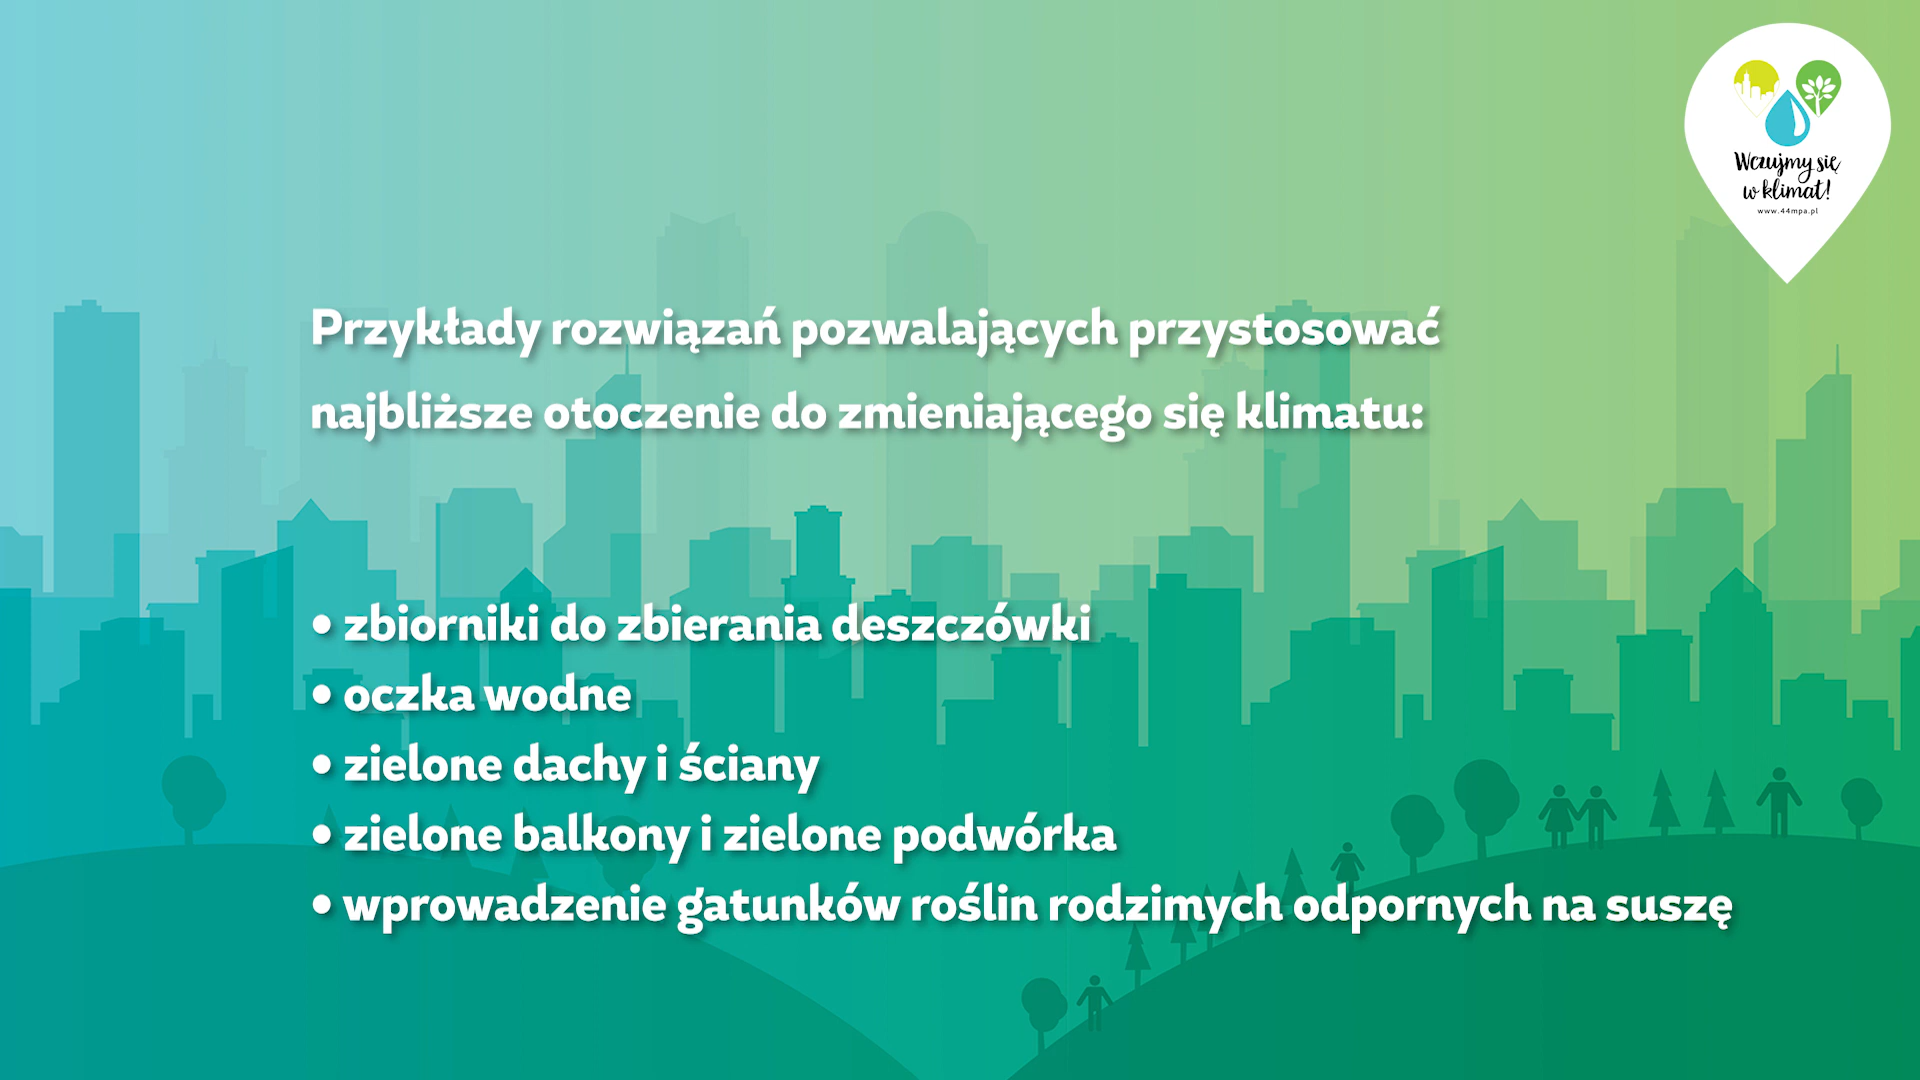 Wczujmy się
w klimat!
www.44mpa.pl
Przykłady rozwiązań pozwalających przystosować
najbliższe otoczenie do zmieniającego się klimatu:
• zbiorniki do zbierania deszczówki
• oczka wodne
• zielone dachy i ściany
• zielone balkony i zielone podwórka
• wprowadzenie gatunków roślin rodzimych odpornych na suszę